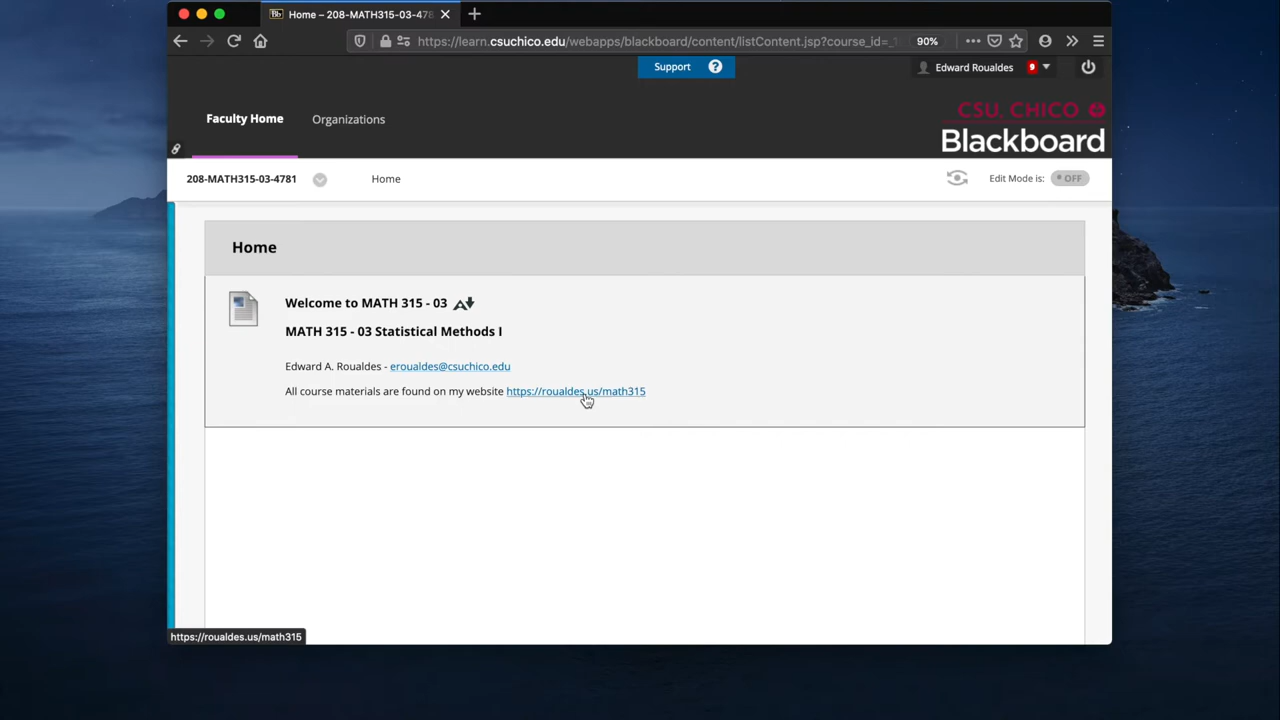 Home – 208-MATH315-03-478
https://learn.csuchico.edu/webapps/blackboard/content/listContent.jsp?course_id=_
90%
Support ?
Edward Roualdes 9
Faculty Home
Organizations
CSU, CHICO
Blackboard
208-MATH315-03-4781
Home
Edit Mode is: OFF
Home
Welcome to MATH 315 - 03
MATH 315 - 03 Statistical Methods I
Edward A. Roualdes - eroualdes@csuchico.edu
All course materials are found on my website https://roualdes.us/math315
https://roualdes.us/math315